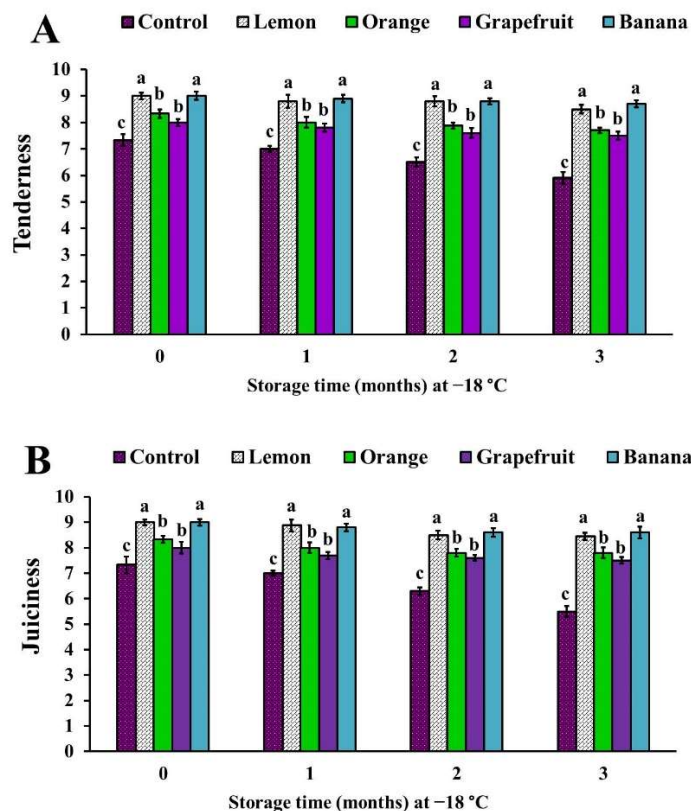 A
Control Lemon Orange Grapefruit Banana
10
9
8
7
6
5
4
3
2
1
0
Tenderness
c a b b a
c a b b a
c a b b a
c a b b a
0 1 2 3
Storage time (months) at −18 °C
B
Control Lemon Orange Grapefruit Banana
10
9
8
7
6
5
4
3
2
1
0
Juiciness
c a b b a
c a b b a
c a b b a
c a b b a
0 1 2 3
Storage time (months) at −18 °C